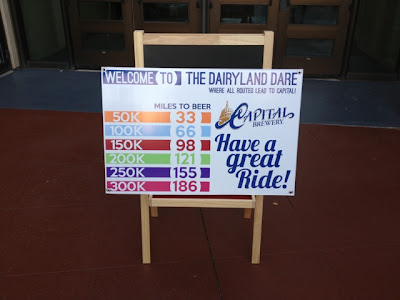 WELCOME TO THE DAIRYLAND DARE
WHERE ALL ROUTES LEAD TO CAPITAL!
MILES TO BEER
50K 33
100K 66
150K 98
200K 121
250K 155
300K 186
CAPITAL
BREWERY.
Have a
great
Ride!